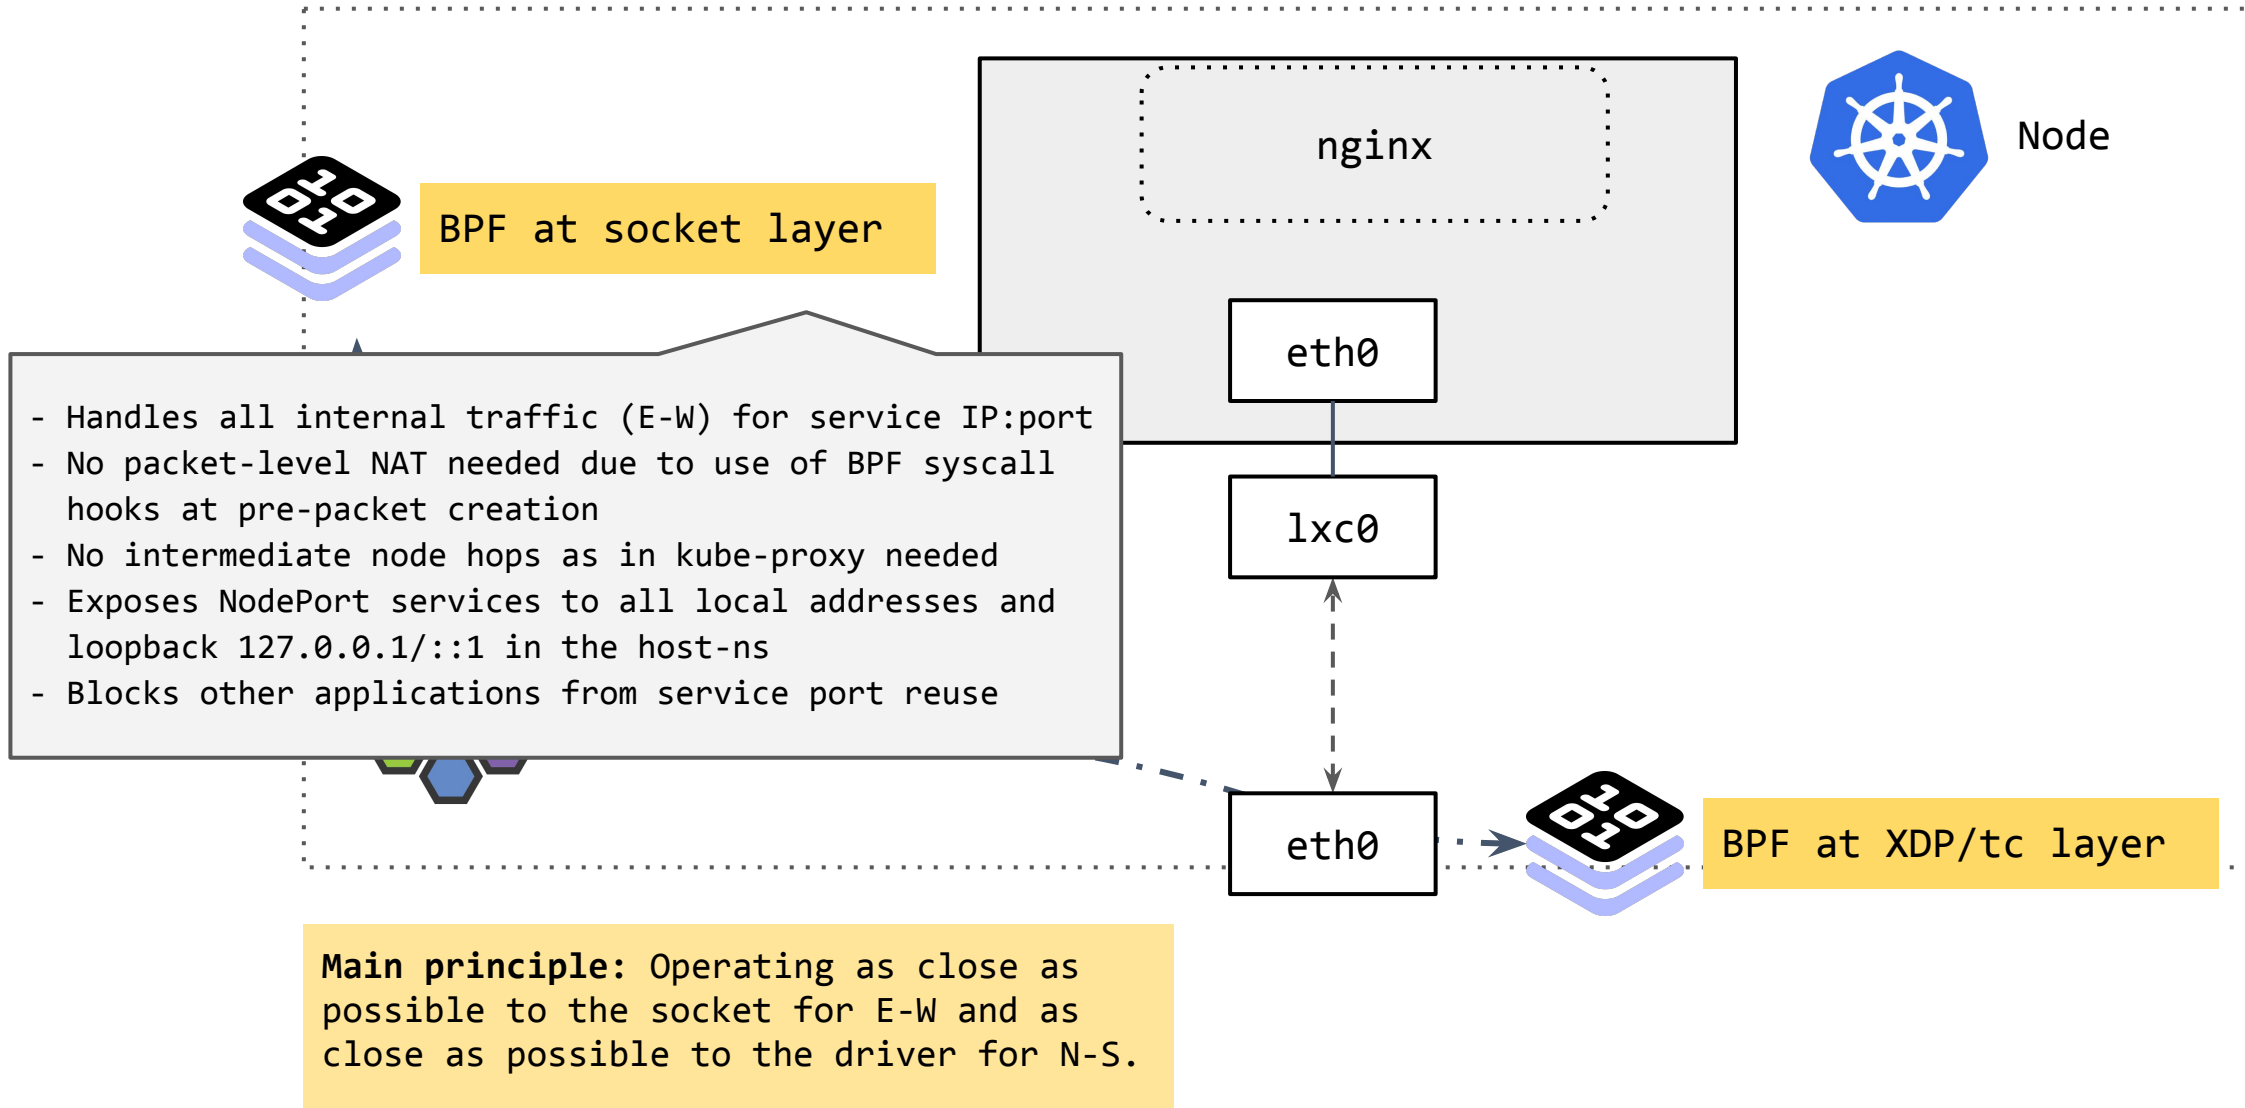 nginx
Node
BPF at socket layer
eth0
- Handles all internal traffic (E-W) for service IP:port
- No packet-level NAT needed due to use of BPF syscall
hooks at pre-packet creation
- No intermediate node hops as in kube-proxy needed
- Exposes NodePort services to all local addresses and
loopback 127.0.0.1/::1 in the host-ns
- Blocks other applications from service port reuse
lxc0
eth0
BPF at XDP/tc layer
Main principle: Operating as close as
possible to the socket for E-W and as
close as possible to the driver for N-S.